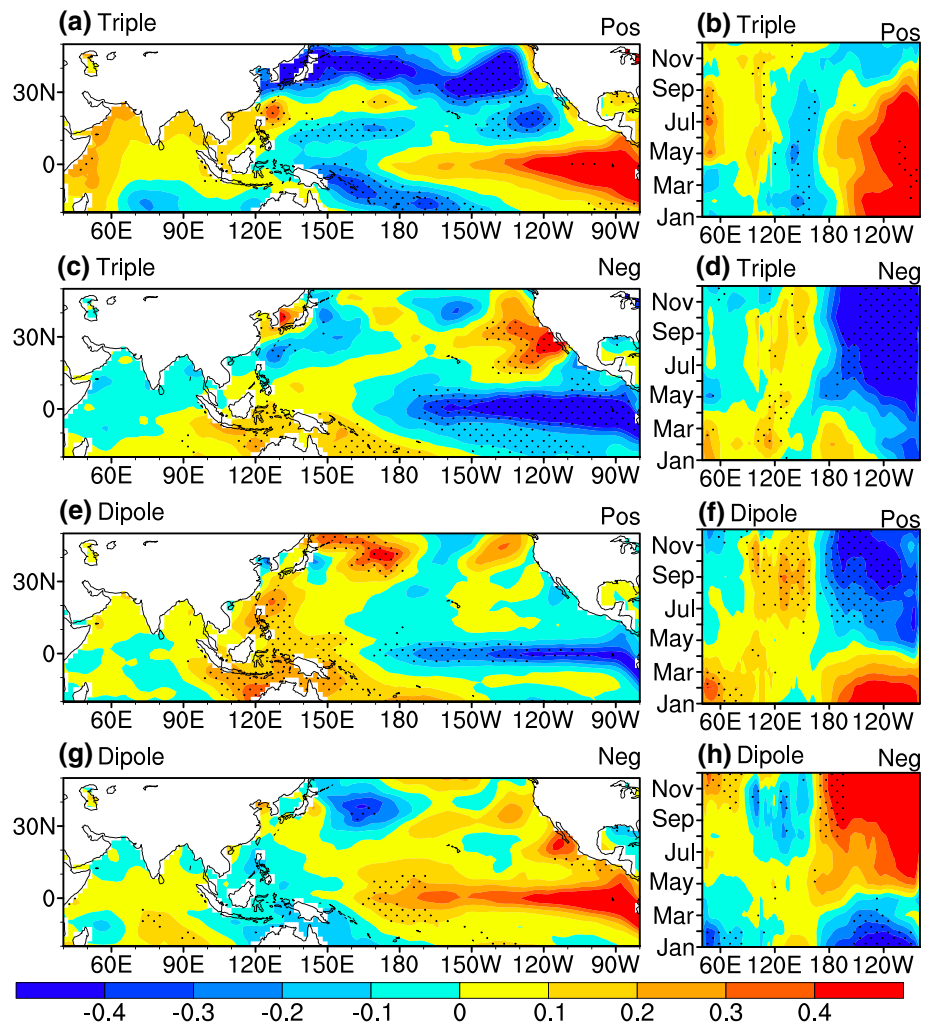 (a) Triple Pos (b) Triple Pos
30N
0
60E 90E 120E 150E 180 150W 120W 90W
Nov
Sep
Jul
May
Mar
Jan
60E 120E 180 120W
(c) Triple Neg (d) Triple Neg
30N
0
60E 90E 120E 150E 180 150W 120W 90W
Nov
Sep
Jul
May
Mar
Jan
60E 120E 180 120W
(e) Dipole Pos (f) Dipole Pos
30N
0
60E 90E 120E 150E 180 150W 120W 90W
Nov
Sep
Jul
May
Mar
Jan
60E 120E 180 120W
(g) Dipole Neg (h) Dipole Neg
30N
0
60E 90E 120E 150E 180 150W 120W 90W
Nov
Sep
Jul
May
Mar
Jan
60E 120E 180 120W
-0.4 -0.3 -0.2 -0.1 0 0.1 0.2 0.3 0.4